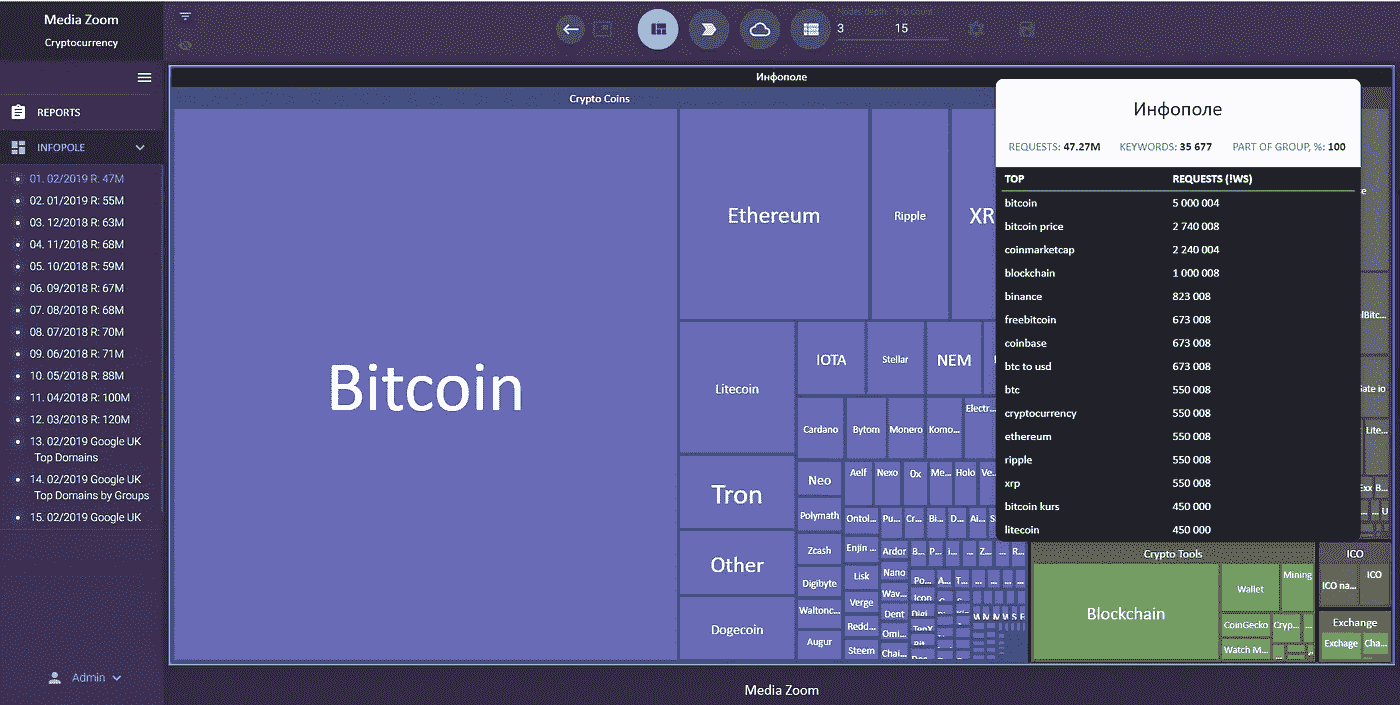 Media Zoom
Cryptocurrency
REPORTS
INFOPOLE
01. 02/2019 R: 47M
02. 01/2019 R: 55M
03. 12/2018 R: 63M
04. 11/2018 R: 68M
05. 10/2018 R: 59M
06. 09/2018 R: 67M
07. 08/2018 R: 68M
08. 07/2018 R: 70M
09. 06/2018 R: 71M
10. 05/2018 R: 88M
11. 04/2018 R: 100M
12. 03/2018 R: 120M
13. 02/2019 Google UK
Top Domains
14. 02/2019 Google UK
Top Domains by Groups
15. 02/2019 Google UK
Admin
Nodes depth Top count
3 15
Инфополе
Crypto Coins
Bitcoin
Ethereum
Ripple
XR
Litecoin
IOTA
Stellar
NEM
Cardano
Bytom
Monero
Komo...
Electr...
Tron
Neo
Aelf
Nexo
0x
Me...
Holo
Ve...
Polymath
Ontol...
Pu...
Cr...
Bi...
D...
Ai...
Other
Zcash
Enjin ...
Ardor
B...
P...
i...
Z...
R...
Digibyte
Lisk
Nano
Po...
A...
T...
Dogecoin
Waltonc...
Verge
Wav...
Icon
Dent
Digi...
Augur
Redd...
Omi...
TenX
Steem
Chai...
Инфополе
REQUESTS: 47.27M KEYWORDS: 35 677 PART OF GROUP, %: 100
TOP REQUESTS (!WS)
bitcoin 5 000 004
bitcoin price 2 740 008
coinmarketcap 2 240 004
blockchain 1 000 008
binance 823 008
freebitcoin 673 008
coinbase 673 008
btc to usd 673 008
btc 550 008
cryptocurrency 550 008
ethereum 550 008
ripple 550 008
xrp 550 008
bitcoin kurs 450 000
litecoin 450 000
Crypto Tools
Blockchain
Wallet
Mining
CoinGecko
Cryp...
Watch M...
ICO
ICO na...
ICO
Exchange
Exchage
Cha...
Media Zoom